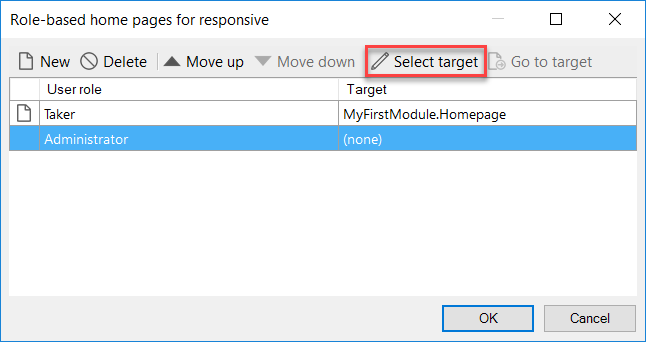 Role-based home pages for responsive
New Delete Move up Move down Select target Go to target
User role Target
Taker MyFirstModule.Homepage
Administrator (none)
OK Cancel